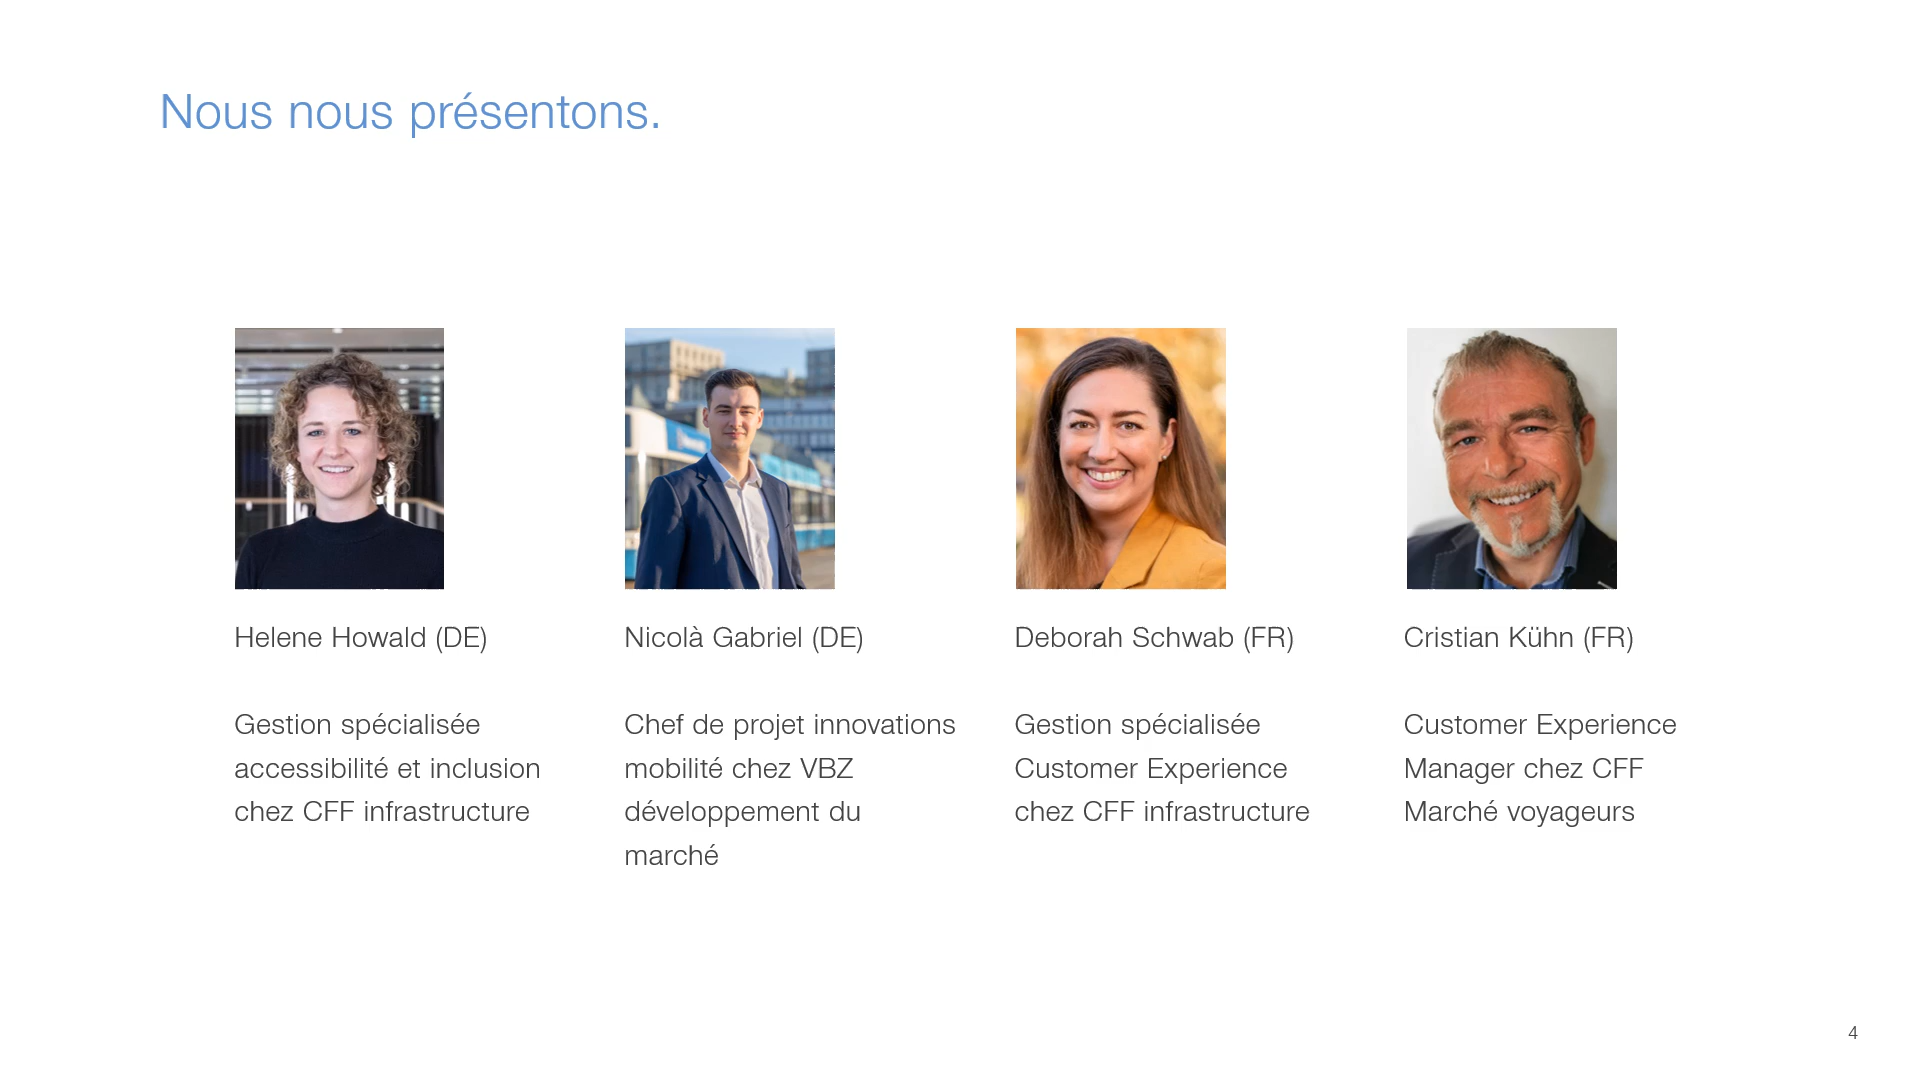 Nous nous présentons.
Helene Howald (DE)
Gestion spécialisée
accessibilité et inclusion
chez CFF infrastructure
Nicolà Gabriel (DE)
Chef de projet innovations
mobilité chez VBZ
développement du
marché
Deborah Schwab (FR)
Gestion spécialisée
Customer Experience
chez CFF infrastructure
Cristian Kühn (FR)
Customer Experience
Manager chez CFF
Marché voyageurs
4